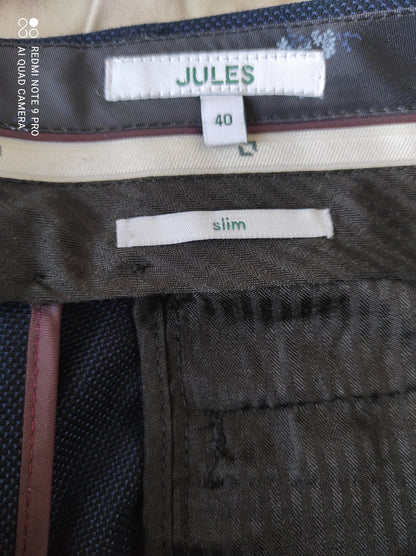 REDMI NOTE 9 PRO
AI QUAD CAMERA
JULES
40
slim